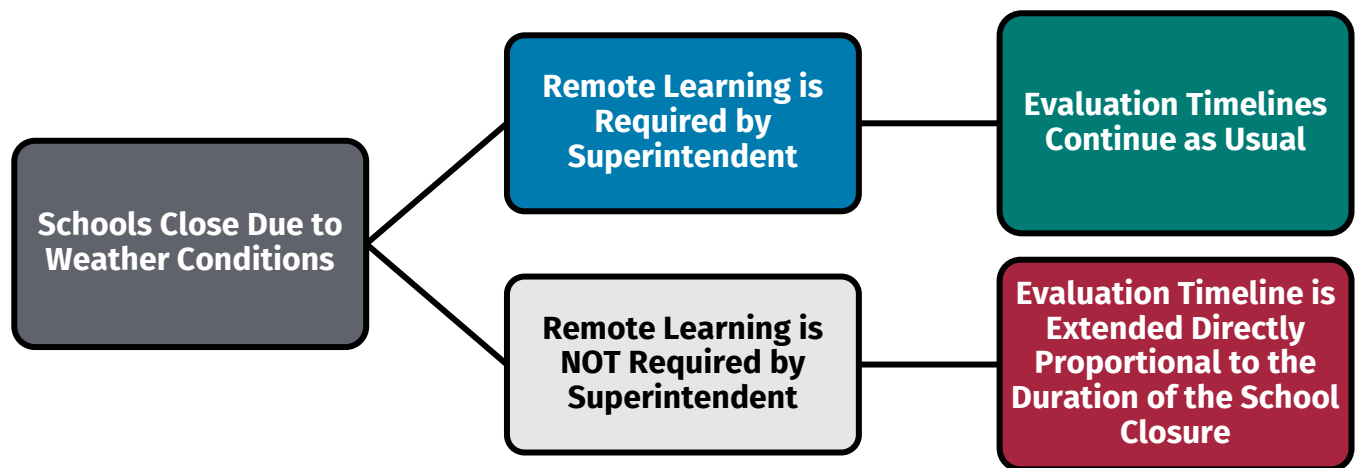 Schools Close Due to
Weather Conditions
Remote Learning is
Required by
Superintendent
Evaluation Timelines
Continue as Usual
Remote Learning is
NOT Required by
Superintendent
Evaluation Timeline is
Extended Directly
Proportional to the
Duration of the School
Closure